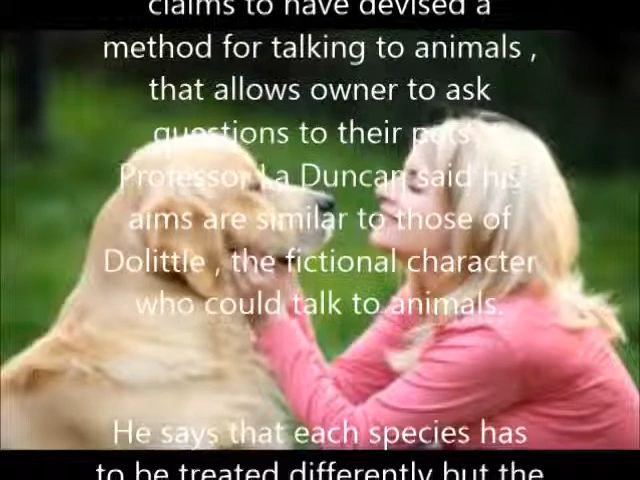 claims to have devised a
method for talking to animals ,
that allows owner to ask
questions to their pets .
Professor La Duncan said his
aims are similar to those of
Dolittle , the fictional character
who could talk to animals.
He says that each species has
to be treated differently but the